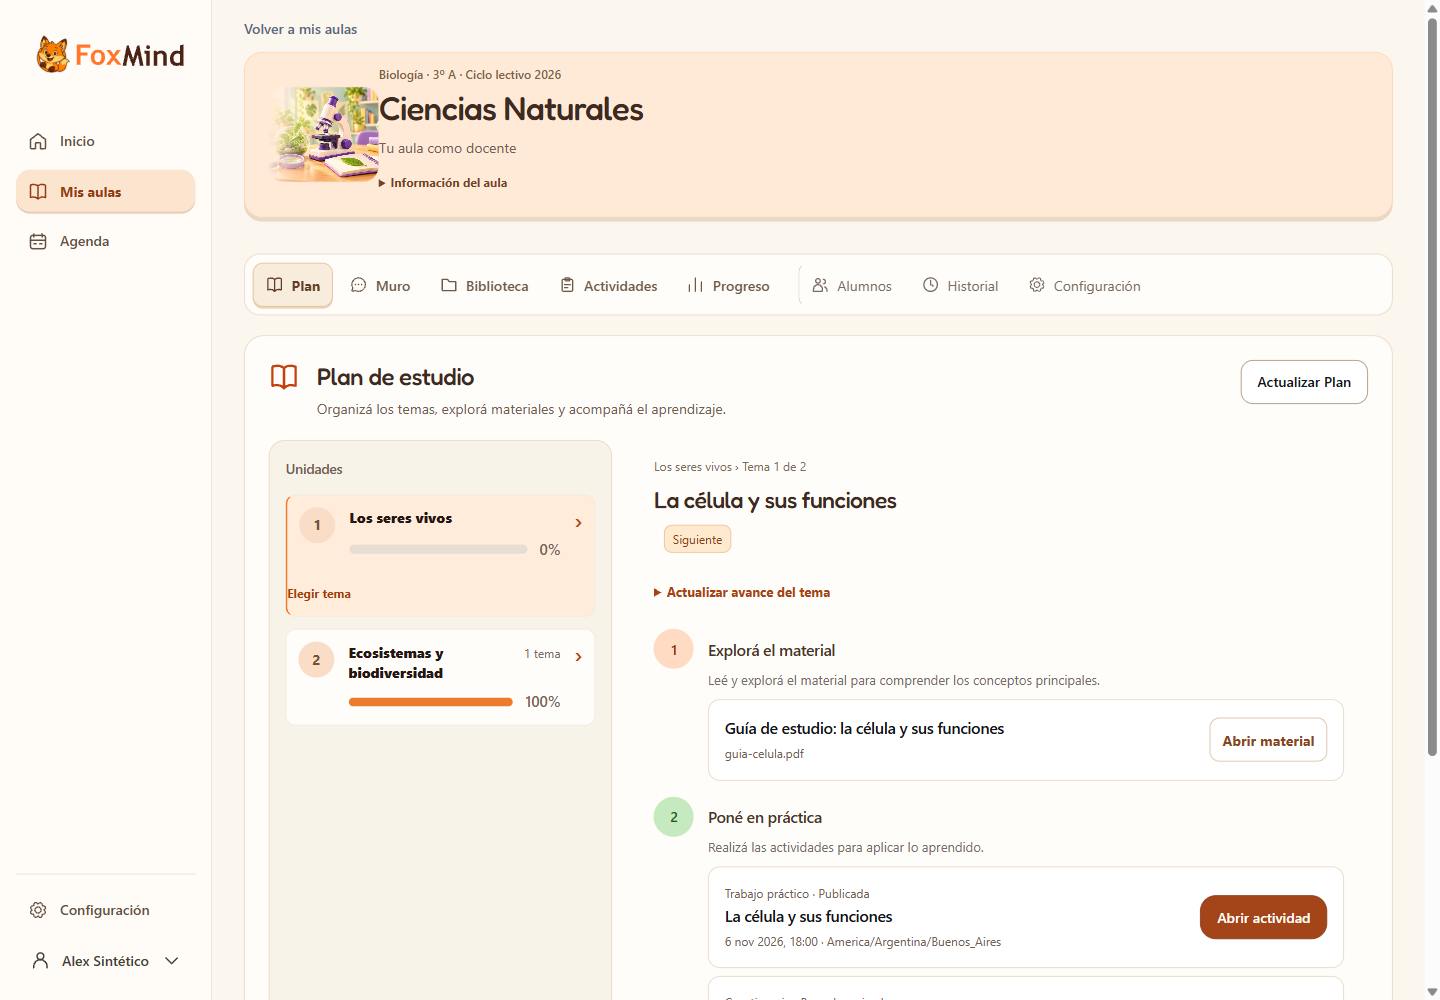 FoxMind
Inicio
Mis aulas
Agenda
Configuración
Alex Sintético
Volver a mis aulas
Biología · 3º A · Ciclo lectivo 2026
Ciencias Naturales
Tu aula como docente
Información del aula
Plan
Muro
Biblioteca
Actividades
Progreso
Alumnos
Historial
Configuración
Plan de estudio
Organizá los temas, explorá materiales y acompañá el aprendizaje.
Actualizar Plan
Unidades
1
Los seres vivos
0%
Elegir tema
2
Ecosistemas y
biodiversidad
1 tema
100%
Los seres vivos › Tema 1 de 2
La célula y sus funciones
Siguiente
Actualizar avance del tema
1
Explorá el material
Leé y explorá el material para comprender los conceptos principales.
Guía de estudio: la célula y sus funciones
guia-celula.pdf
Abrir material
2
Poné en práctica
Realizá las actividades para aplicar lo aprendido.
Trabajo práctico · Publicada
La célula y sus funciones
6 nov 2026, 18:00 · America/Argentina/Buenos_Aires
Abrir actividad